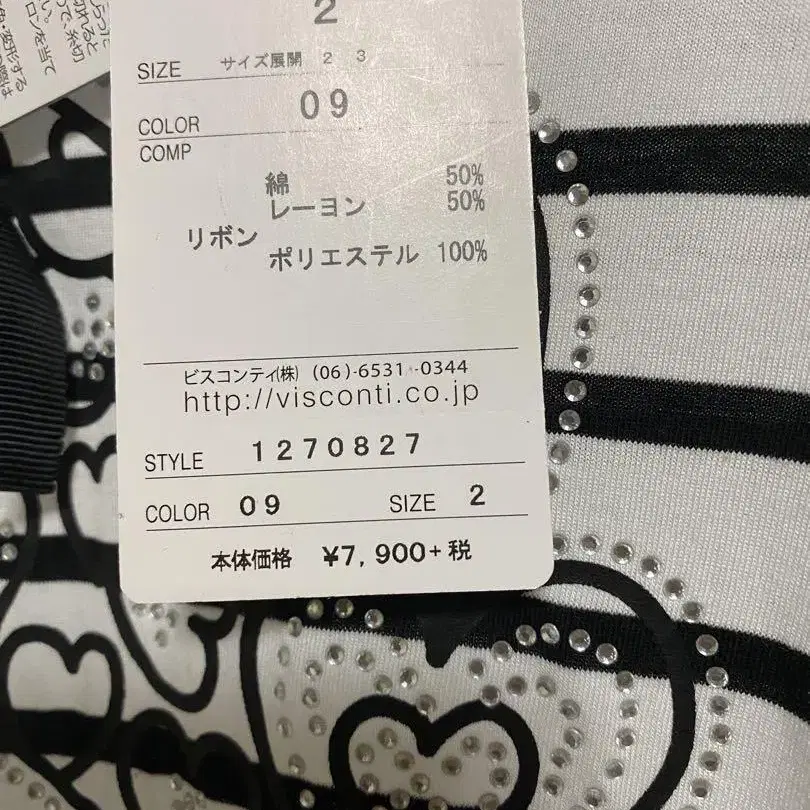 2
SIZE サイズ展開 2 3
COLOR 09
COMP
綿 50%
レーヨン 50%
リボン
ポリエステル 100%
ビスコンティ(株) (06)-6531-0344
http://visconti.co.jp
STYLE 1270827
COLOR 09 SIZE 2
本体価格 ¥7,900+税